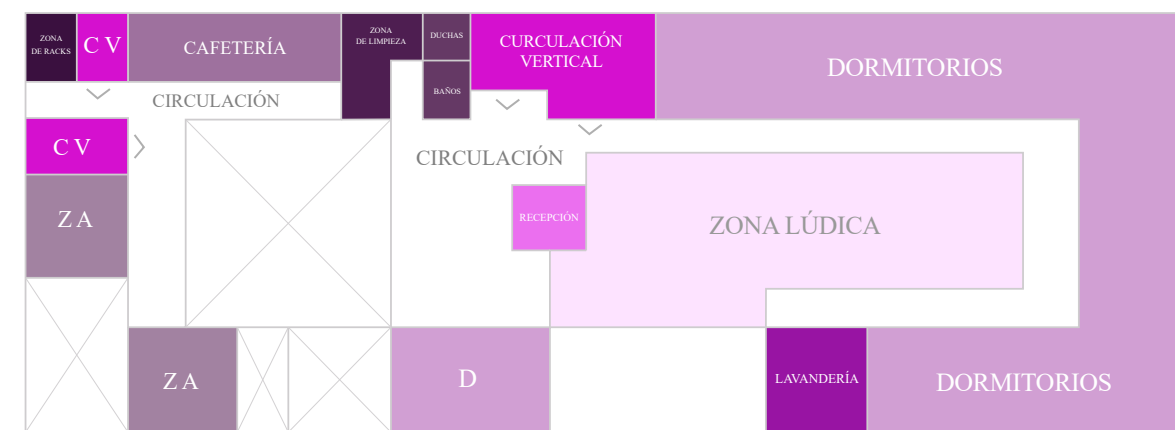 ZONA
DE RACKS
C V
CAFETERÍA
ZONA
DE LIMPIEZA
DUCHAS
CURCULACIÓN
VERTICAL
DORMITORIOS
BAÑOS
CIRCULACIÓN
C V
CIRCULACIÓN
Z A
RECEPCIÓN
ZONA LÚDICA
Z A
D
LAVANDERÍA
DORMITORIOS